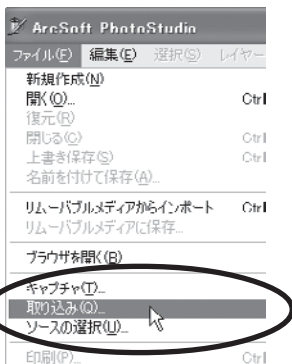 ArcSoft PhotoStudio
ファイル(F) 編集(E) 選択(S) レイヤー
新規作成(N)
開く(O)... Ctrl
復元(R)
閉じる(C) Ctrl
上書き保存(S) Ctrl
名前を付けて保存(A)...
リムーバブルメディアからインポート Ctrl
リムーバブルメディアに保存...
ブラウザを開く(B)
キャプチャ(T)...
取り込み(Q)...
ソースの選択(U)...
印刷(P)... Ctrl